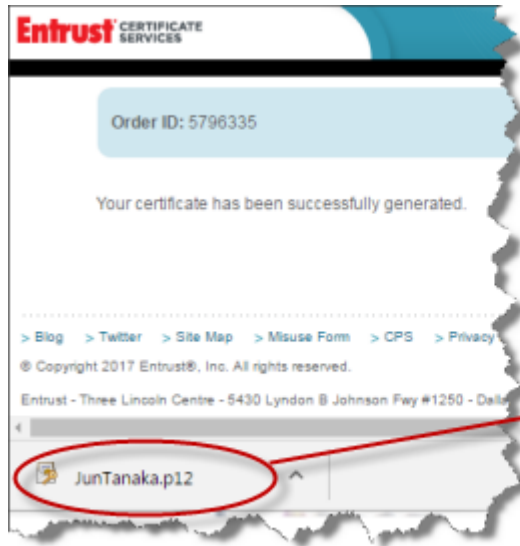 Entrust CERTIFICATE SERVICES
Order ID: 5796335
Your certificate has been successfully generated.
> Blog > Twitter > Site Map > Misuse Form > CPS > Privacy
© Copyright 2017 Entrust®, Inc. All rights reserved.
Entrust - Three Lincoln Centre - 5430 Lyndon B Johnson Fwy #1250 - Dalla
JunTanaka.p12